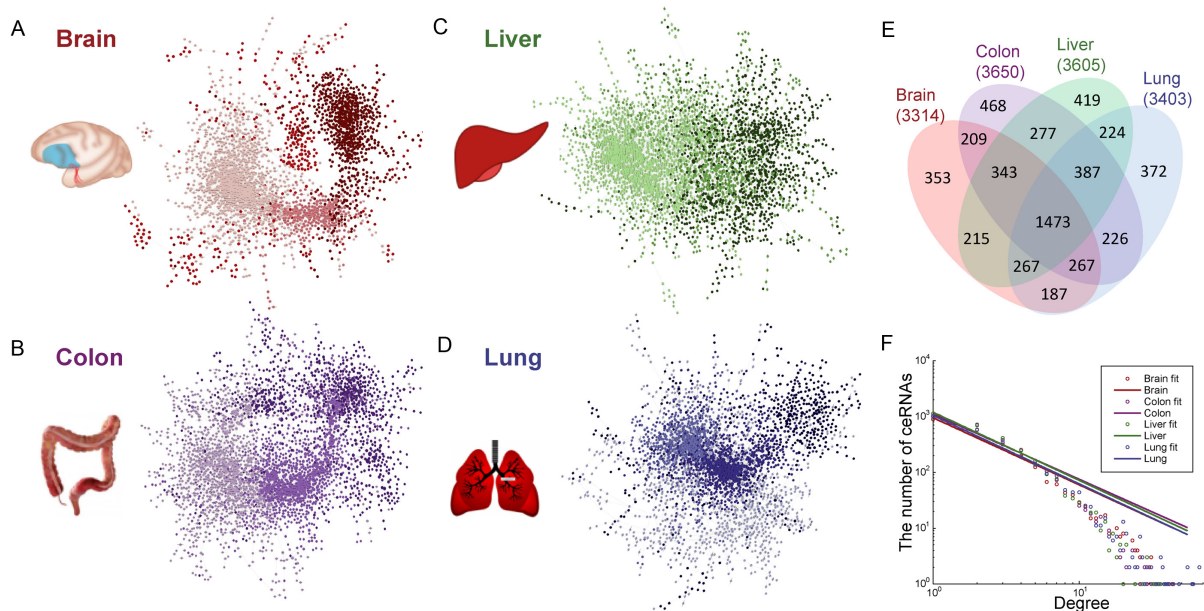 A
Brain
B
Colon
C
Liver
D
Lung
E
Colon
(3650)
Liver
(3605)
Brain
(3314)
Lung
(3403)
468
419
209
277
224
353
343
387
372
1473
215
226
267
267
187
F
The number of ceRNAs
10⁴
10³
10²
10¹
10⁰
10⁰
10¹
Degree
Brain fit
Brain
Colon fit
Colon
Liver fit
Liver
Lung fit
Lung